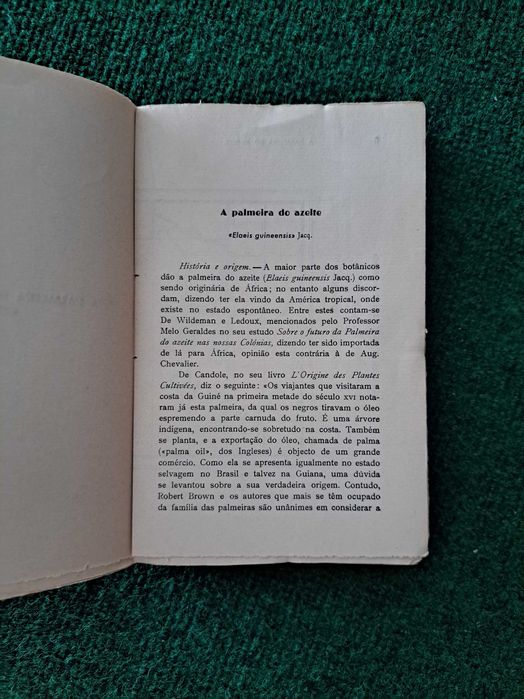 A palmeira do azeite
«Elaeis guineensis» Jacq.
História e origem. — A maior parte dos botânicos
dão a palmeira do azeite (Elaeis guineensis Jacq.) como
sendo originária de África; no entanto alguns discor-
dam, dizendo ter ela vindo da América tropical, onde
existe no estado espontâneo. Entre estes contam-se
De Wildeman e Ledoux, mencionados pelo Professor
Melo Geraldes no seu estudo Sobre o futuro da Palmeira
do azeite nas nossas Colónias, dizendo ter sido importada
de lá para África, opinião esta contrária à de Aug.
Chevalier.
De Candole, no seu livro L'Origine des Plantes
Cultivées, diz o seguinte: «Os viajantes que visitaram a
costa da Guiné na primeira metade do século XVI nota-
ram já esta palmeira, da qual os negros tiravam o óleo
espremendo a parte carnuda do fruto. É uma árvore
indígena, encontrando-se sobretudo na costa. Também
se planta, e a exportação do óleo, chamada de palma
(«palma oil», dos Ingleses) é objecto de um grande
comércio. Como ela se apresenta igualmente no estado
selvagem no Brasil e talvez na Guiana, uma dúvida
se levantou sobre a sua verdadeira origem. Contudo,
Robert Brown e os autores que mais se têm ocupado
da família das palmeiras são unânimes em considerar a